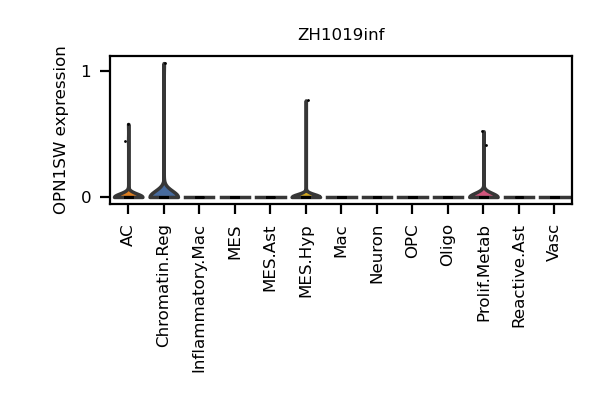 ZH1019inf
OPN1SW expression
1
0
AC
Chromatin.Reg
Inflammatory.Mac
MES
MES.Ast
MES.Hyp
Mac
Neuron
OPC
Oligo
Prolif.Metab
Reactive.Ast
Vasc